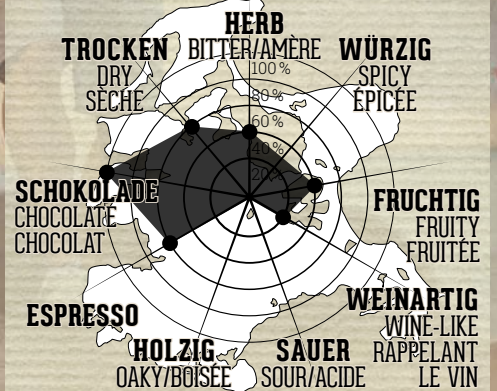 HERB
BITTER/AMÈRE
TROCKEN
DRY
SÈCHE
WÜRZIG
SPICY
ÉPICÉE
100%
80%
60%
40%
20%
SCHOKOLADE
CHOCOLATE
CHOCOLAT
FRUCHTIG
FRUITY
FRUITÉE
WEINARTIG
WINE-LIKE
RAPPELANT
LE VIN
ESPRESSO
HOLZIG
OAKY/BOISÉE
SAUER
SOUR/ACIDE